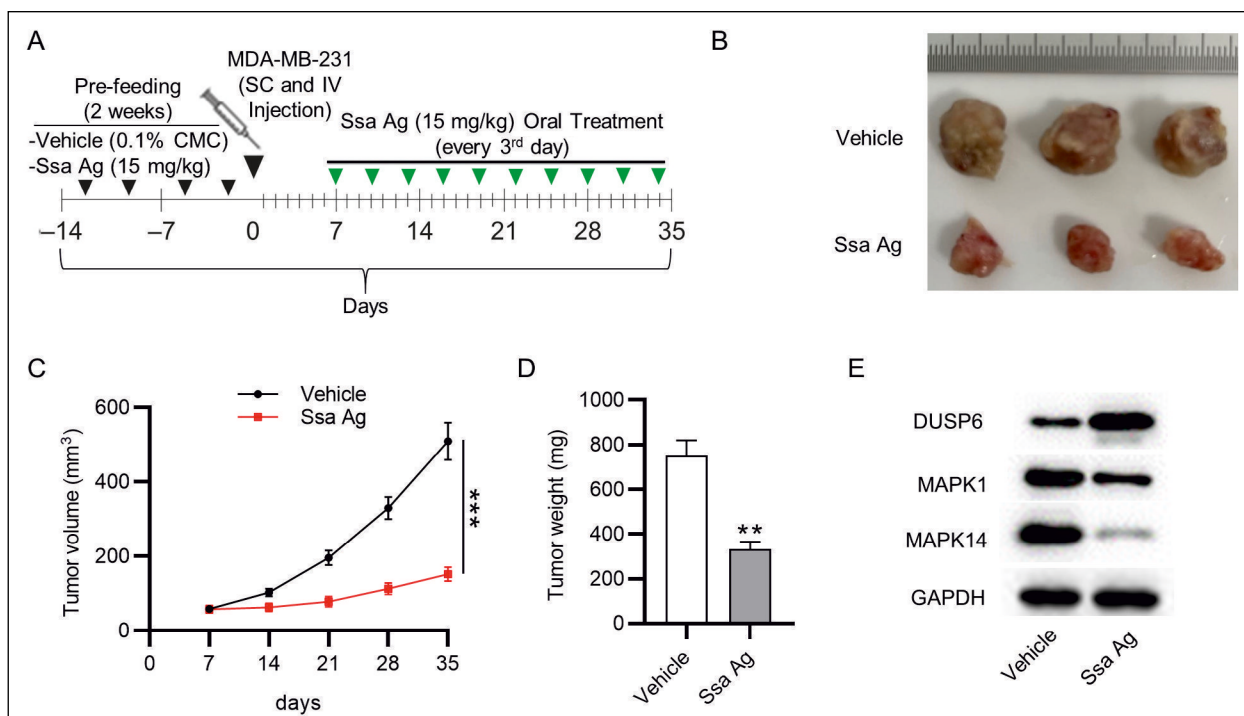 A
Pre-feeding
(2 weeks)
-Vehicle (0.1% CMC)
-Ssa Ag (15 mg/kg)
MDA-MB-231
(SC and IV
Injection)
Ssa Ag (15 mg/kg) Oral Treatment
(every 3rd day)
–14 –7 0 7 14 21 28 35
Days
B
Vehicle
Ssa Ag
C
Vehicle
Ssa Ag
Tumor volume (mm3)
600
400
200
0
***
0 7 14 21 28 35
days
D
Tumor weight (mg)
1000
800
600
400
200
0
**
Vehicle
Ssa Ag
E
DUSP6
MAPK1
MAPK14
GAPDH
Vehicle
Ssa Ag